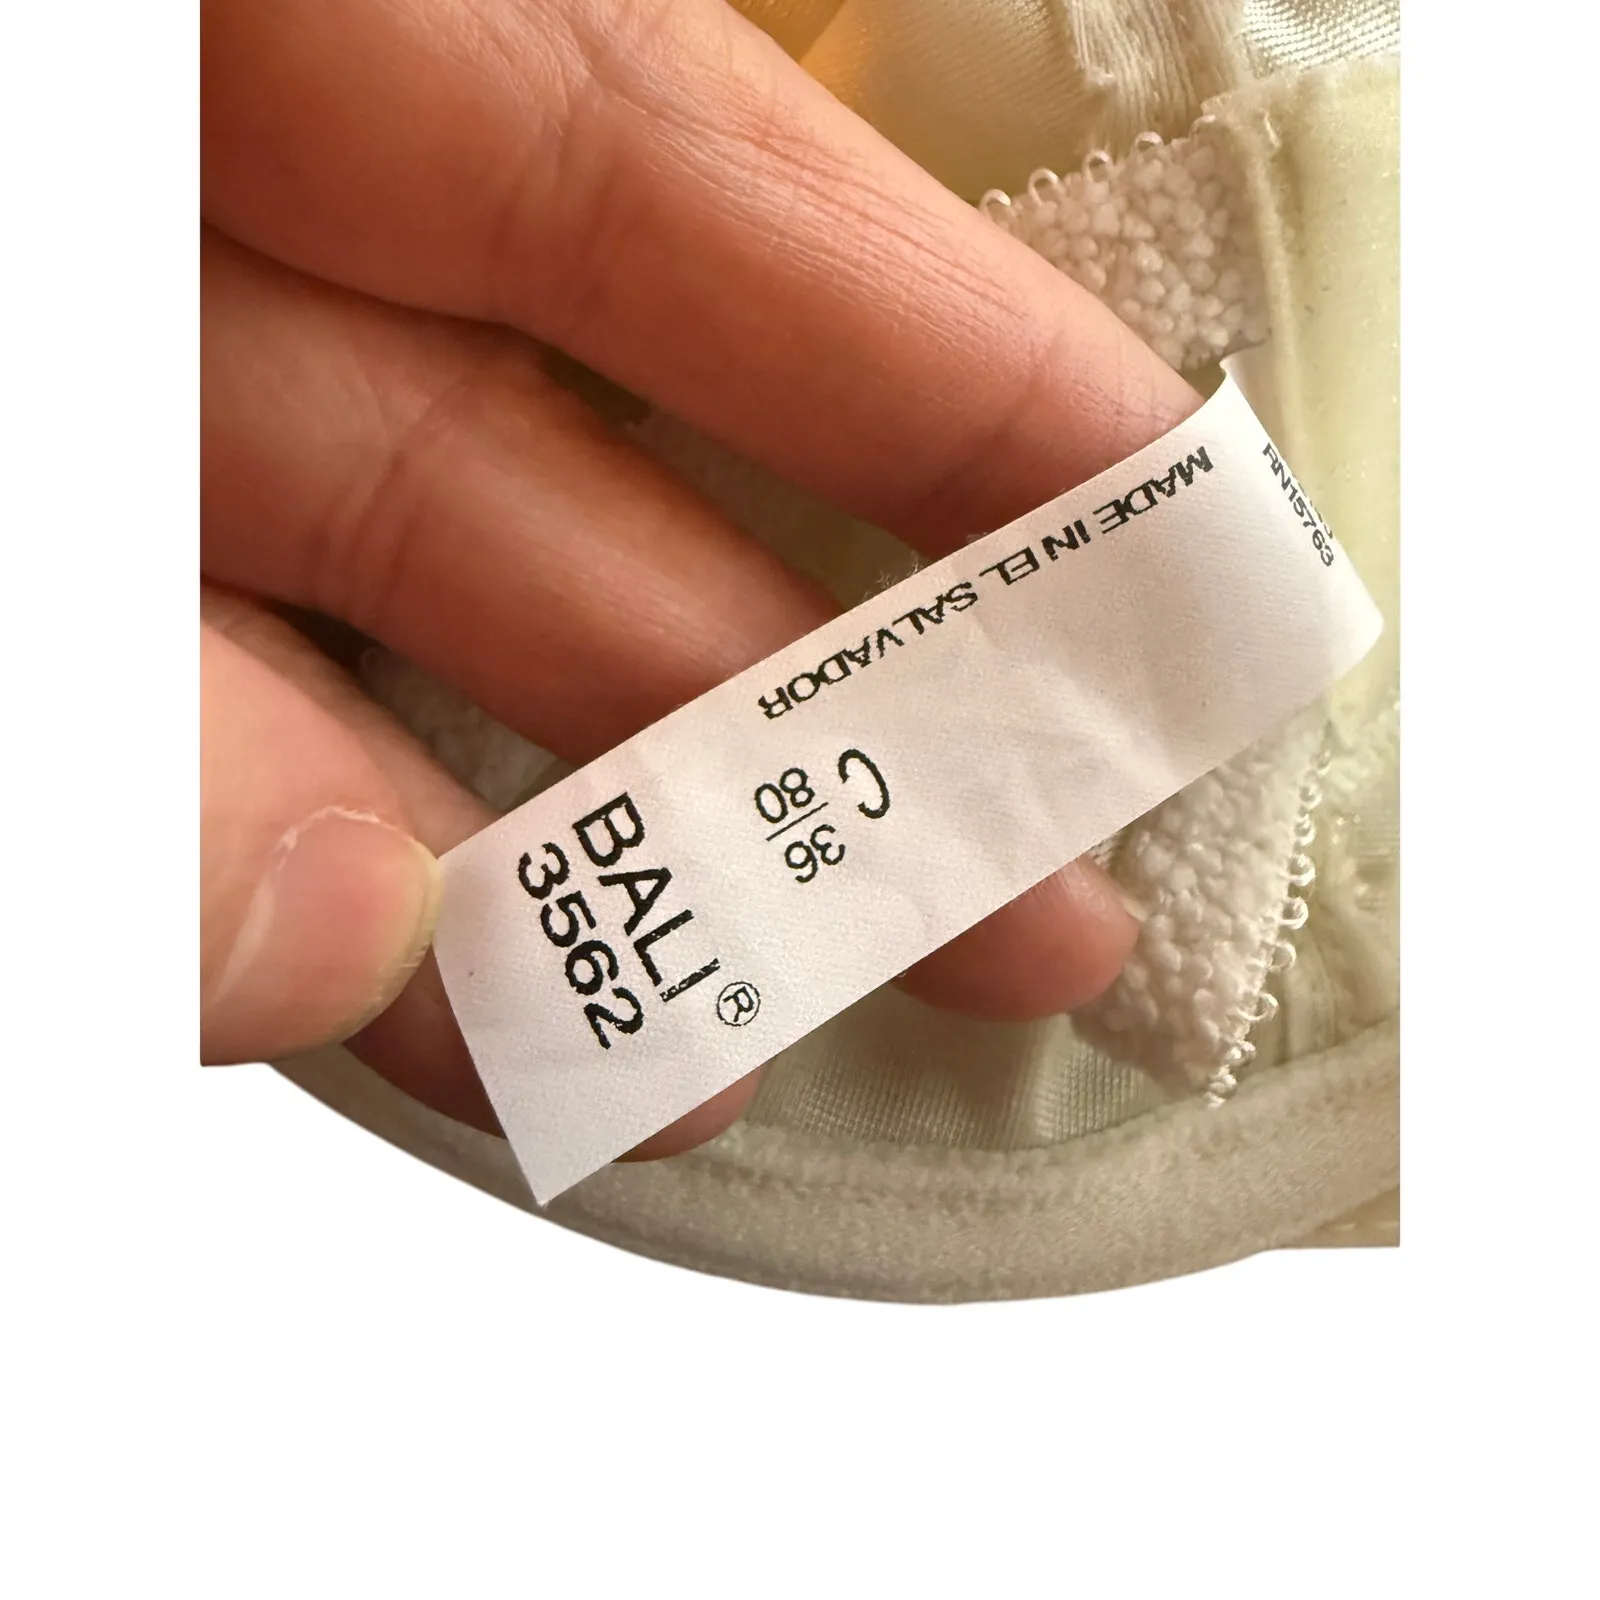 BALI®
3562
36 C
80
MADE IN EL SALVADOR
RN15763